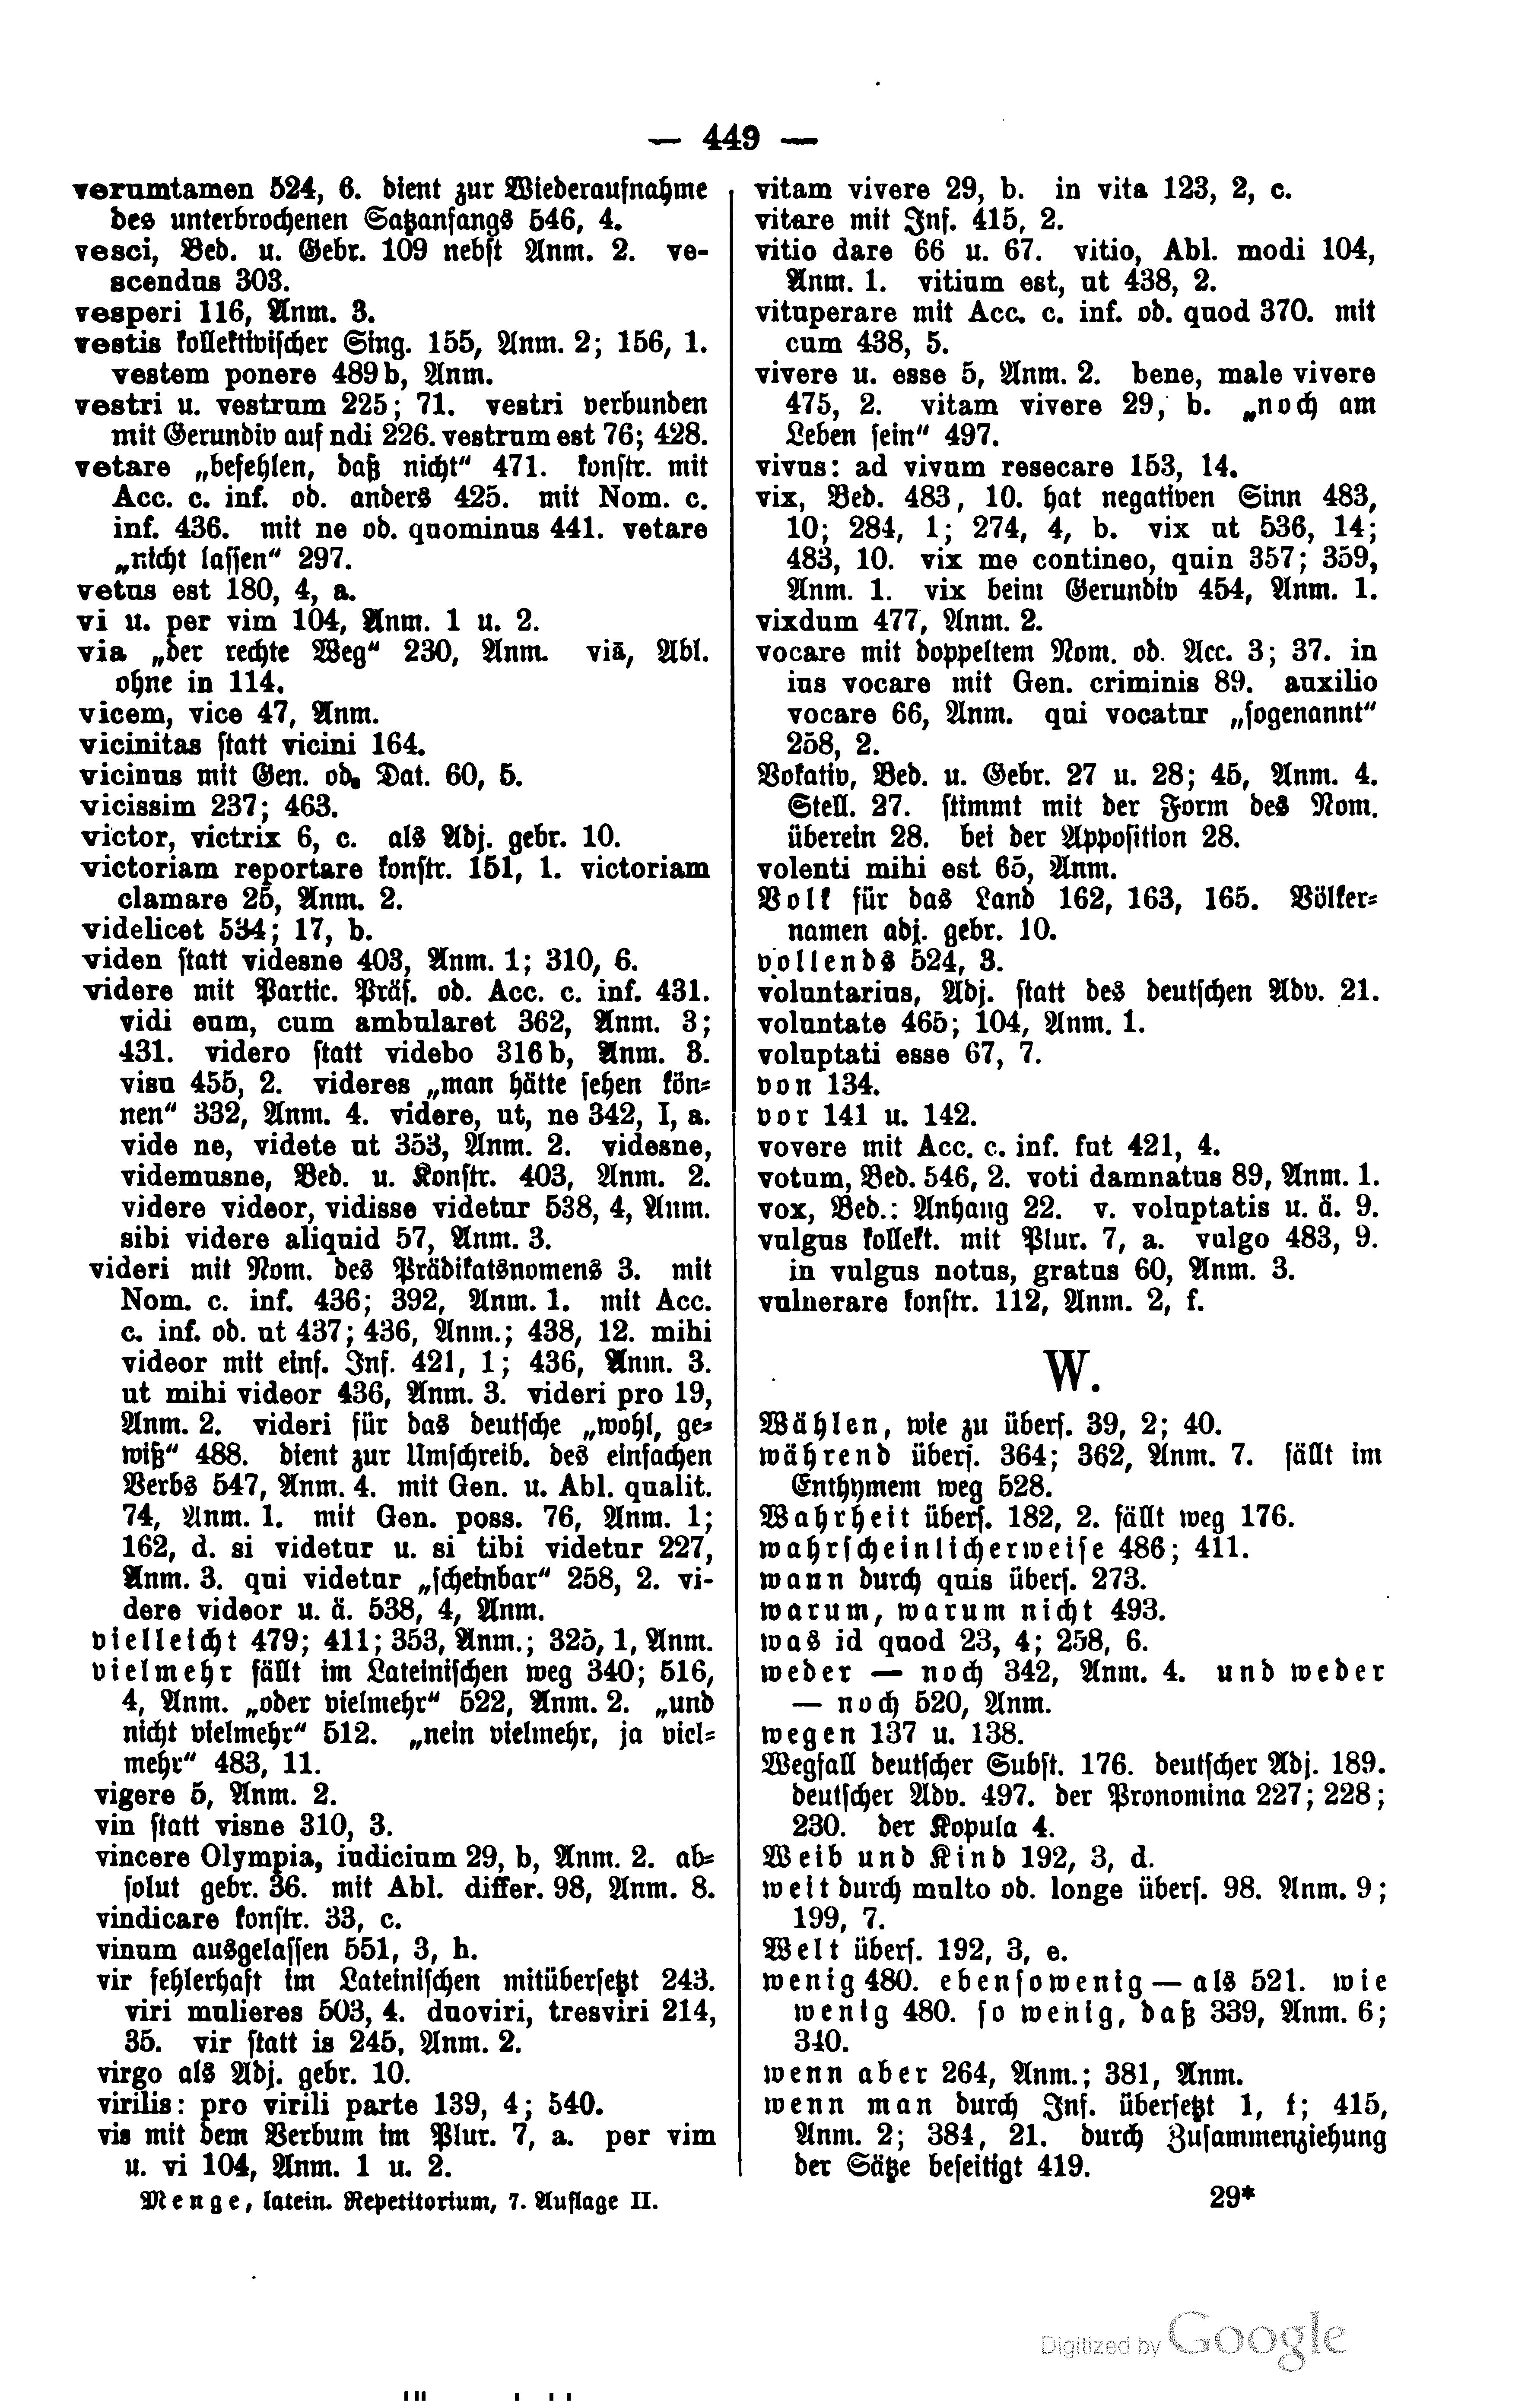 — 449 —
verumtamen 524, 6. dient zur Wiederaufnahme
des unterbrochenen Satzanfangs 546, 4.
vesci, Bed. u. Gebr. 109 nebst Anm. 2. ve-
scendus 303.
vesperi 116, Anm. 3.
vestis kollektivischer Sing. 155, Anm. 2; 156, 1.
vestem ponere 489b, Anm.
vestri u. vestrum 225; 71. vestri verbunden
mit Gerundiv auf ndi 226. vestrum est 76; 428.
vetare „befehlen, daß nicht“ 471. konstr. mit
Acc. c. inf. od. anders 425. mit Nom. c.
inf. 436. mit ne od. quominus 441. vetare
„nicht lassen“ 297.
vetus est 180, 4, a.
vi u. per vim 104, Anm. 1 u. 2.
via „der rechte Weg“ 230, Anm. viā, Abl.
ohne in 114.
vicem, vice 47, Anm.
vicinitas statt vicini 164.
vicinus mit Gen. od. Dat. 60, 5.
vicissim 237; 463.
victor, victrix 6, c. als Adj. gebr. 10.
victoriam reportare konstr. 151, 1. victoriam
clamare 25, Anm. 2.
videlicet 534; 17, b.
viden statt videsne 403, Anm. 1; 310, 6.
videre mit Partic. Präs. od. Acc. c. inf. 431.
vidi eum, cum ambularet 362, Anm. 3;
431. videro statt videbo 316b, Anm. 3.
visu 455, 2. videres „man hätte sehen kön-
nen“ 332, Anm. 4. videre, ut, ne 342, I, a.
vide ne, videte ut 353, Anm. 2. videsne,
videmusne, Bed. u. Konstr. 403, Anm. 2.
videre videor, vidisse videtur 538, 4, Anm.
sibi videre aliquid 57, Anm. 3.
videri mit Nom. des Prädikatsnomens 3. mit
Nom. c. inf. 436; 392, Anm. 1. mit Acc.
c. inf. od. ut 437; 436, Anm.; 438, 12. mihi
videor mit einf. Inf. 421, 1; 436, Anm. 3.
ut mihi videor 436, Anm. 3. videri pro 19,
Anm. 2. videri für das deutsche „wohl, ge-
wiß“ 488. dient zur Umschreib. des einfachen
Verbs 547, Anm. 4. mit Gen. u. Abl. qualit.
74, Anm. 1. mit Gen. poss. 76, Anm. 1;
162, d. si videtur u. si tibi videtur 227,
Anm. 3. qui videtur „scheinbar“ 258, 2. vi-
dere videor u. ä. 538, 4, Anm.
vielleicht 479; 411; 353, Anm.; 325, 1, Anm.
vielmehr fällt im Lateinischen weg 340; 516,
4, Anm. „oder vielmehr“ 522, Anm. 2. „und
nicht vielmehr“ 512. „nein vielmehr, ja viel-
mehr“ 483, 11.
vigere 5, Anm. 2.
vin statt visne 310, 3.
vincere Olympia, iudicium 29, b, Anm. 2. ab-
solut gebr. 36. mit Abl. differ. 98, Anm. 8.
vindicare konstr. 33, c.
vinum ausgelassen 551, 3, h.
vir fehlerhaft im Lateinischen mitübersetzt 243.
viri mulieres 503, 4. duoviri, tresviri 214,
35. vir statt is 245, Anm. 2.
virgo als Adj. gebr. 10.
virilis: pro virili parte 139, 4; 540.
vis mit dem Verbum im Plur. 7, a. per vim
u. vi 104, Anm. 1 u. 2.
vitam vivere 29, b. in vita 123, 2, c.
vitare mit Inf. 415, 2.
vitio dare 66 u. 67. vitio, Abl. modi 104,
Anm. 1. vitium est, ut 438, 2.
vituperare mit Acc. c. inf. od. quod 370. mit
cum 438, 5.
vivere u. esse 5, Anm. 2. bene, male vivere
475, 2. vitam vivere 29, b. „noch am
Leben sein“ 497.
vivus: ad vivum resecare 153, 14.
vix, Bed. 483, 10. hat negativen Sinn 483,
10; 284, 1; 274, 4, b. vix ut 536, 14;
483, 10. vix me contineo, quin 357; 359,
Anm. 1. vix beim Gerundiv 454, Anm. 1.
vixdum 477, Anm. 2.
vocare mit doppeltem Nom. od. Acc. 3; 37. in
ius vocare mit Gen. criminis 89. auxilio
vocare 66, Anm. qui vocatur „sogenannt“
258, 2.
Vokativ, Bed. u. Gebr. 27 u. 28; 45, Anm. 4.
Stell. 27. stimmt mit der Form des Nom.
überein 28. bei der Apposition 28.
volenti mihi est 65, Anm.
Volk für das Land 162, 163, 165. Völker-
namen adj. gebr. 10.
vollends 524, 3.
voluntarius, Adj. statt des deutschen Adv. 21.
voluntate 465; 104, Anm. 1.
voluptati esse 67, 7.
von 134.
vor 141 u. 142.
vovere mit Acc. c. inf. fut 421, 4.
votum, Bed. 546, 2. voti damnatus 89, Anm. 1.
vox, Bed.: Anhang 22. v. voluptatis u. ä. 9.
vulgus kollekt. mit Plur. 7, a. vulgo 483, 9.
in vulgus notus, gratus 60, Anm. 3.
vulnerare konstr. 112, Anm. 2, f.
W.
Wählen, wie zu übers. 39, 2; 40.
während übers. 364; 362, Anm. 7. fällt im
Enthymem weg 528.
Wahrheit übers. 182, 2. fällt weg 176.
wahrscheinlicherweise 486; 411.
wann durch quis übers. 273.
warum, warum nicht 493.
was id quod 23, 4; 258, 6.
weder — noch 342, Anm. 4. und weder
— noch 520, Anm.
wegen 137 u. 138.
Wegfall deutscher Subst. 176. deutscher Adj. 189.
deutscher Adv. 497. der Pronomina 227; 228;
230. der Kopula 4.
Weib und Kind 192, 3, d.
weit durch multo od. longe übers. 98. Anm. 9;
199, 7.
Welt übers. 192, 3, e.
wenig 480. ebensowenig — als 521. wie
wenig 480. so wenig, daß 339, Anm. 6;
340.
wenn aber 264, Anm.; 381, Anm.
wenn man durch Inf. übersetzt 1, f; 415,
Anm. 2; 384, 21. durch Zusammenziehung
der Sätze beseitigt 419.
Menge, latein. Repetitorium, 7. Auflage II.
29*
Digitized by Google